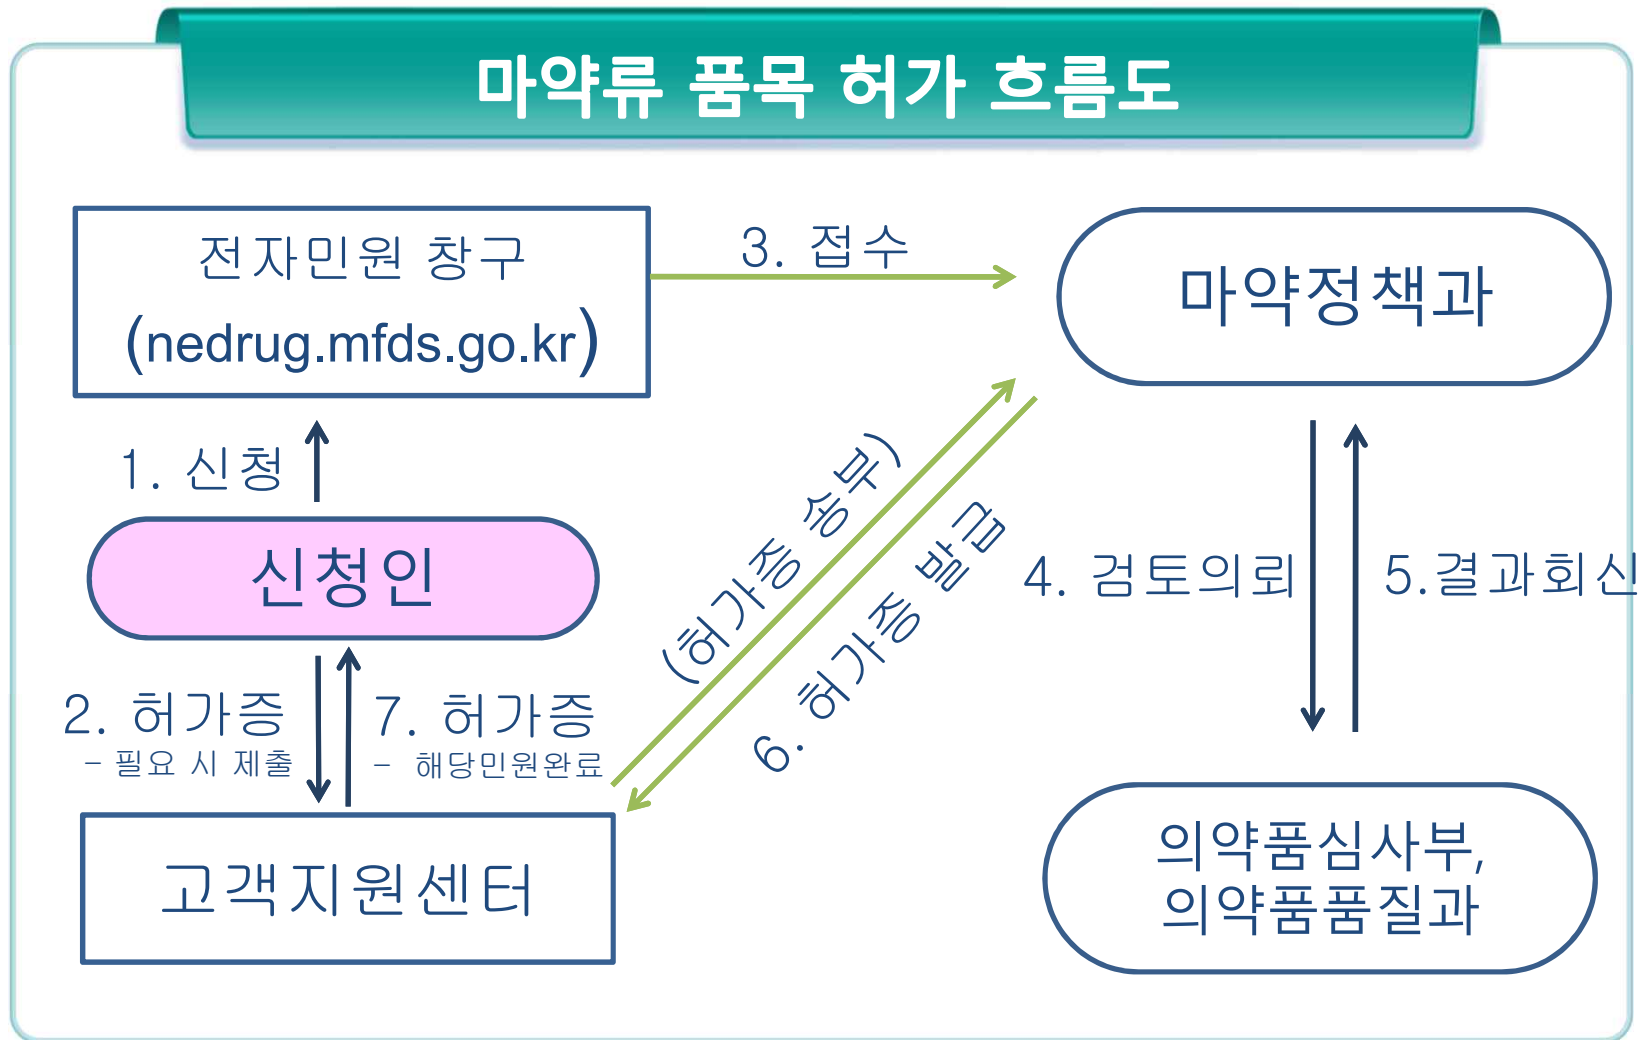 마약류 품목 허가 흐름도
전자민원 창구
(nedrug.mfds.go.kr)
3. 접수
마약정책과
1. 신청
신청인
(허가증 송부)
6. 허가증 발급
4. 검토의뢰
5.결과회신
2. 허가증
- 필요 시 제출
7. 허가증
- 해당민원완료
고객지원센터
의약품심사부,
의약품품질과